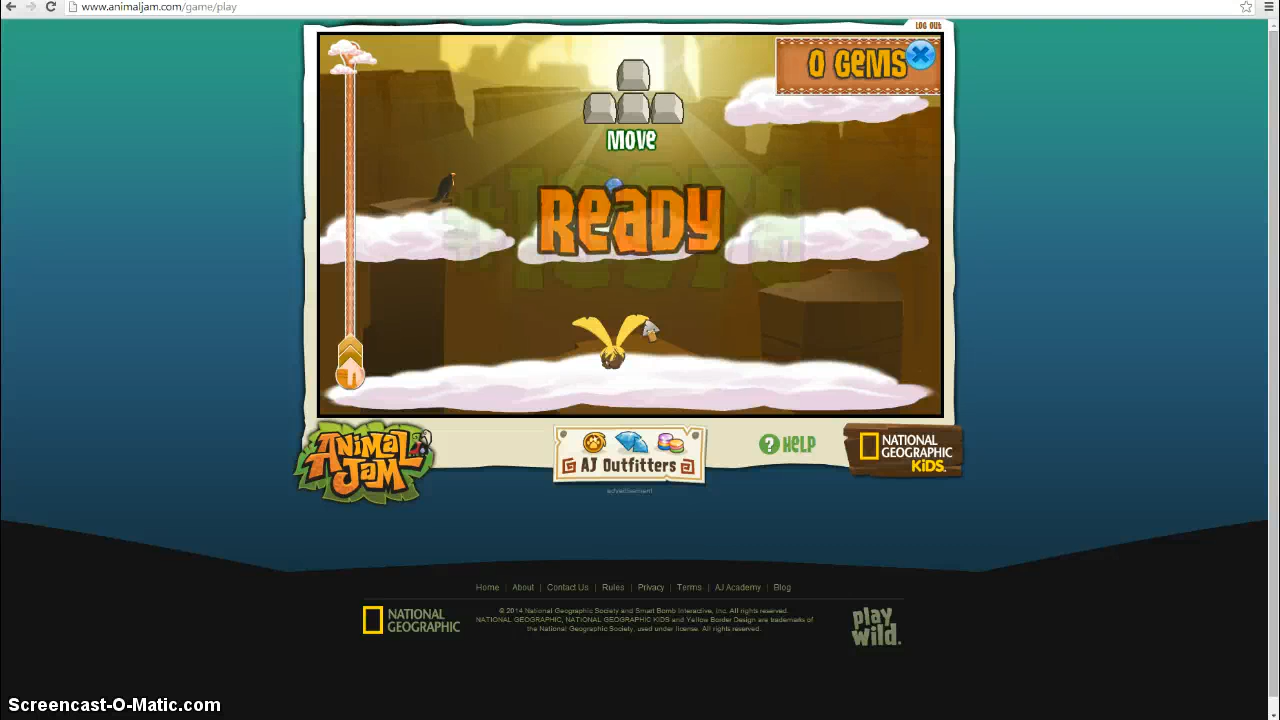 www.animaljam.com/game/play
LOG OUT
0 GEMS
MOVE
READY
ANIMAL JAM
AJ Outfitters
? HELP
NATIONAL GEOGRAPHIC KiDS.
advertisement
Home | About | Contact Us | Rules | Privacy | Terms | AJ Academy | Blog
NATIONAL GEOGRAPHIC
© 2014 National Geographic Society and Smart Bomb Interactive, Inc. All rights reserved.
NATIONAL GEOGRAPHIC, NATIONAL GEOGRAPHIC KIDS and Yellow Border Design are trademarks of
the National Geographic Society, used under license. All rights reserved.
play wild.
Screencast-O-Matic.com